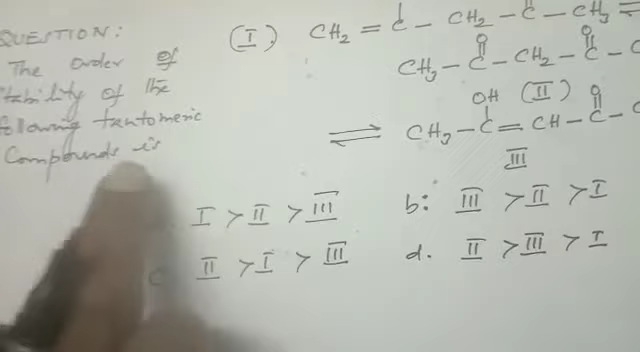 QUESTION:
The order of
stability of the
following tautomeric
Compounds is
(I) CH2 = C - CH2 - C - CH3 ⇌
O O
CH3 - C - CH2 - C - C
OH (II) O
⇌ CH3 - C = CH - C - C
III
I > II > III b: III > II > I
c II > I > III d. II > III > I